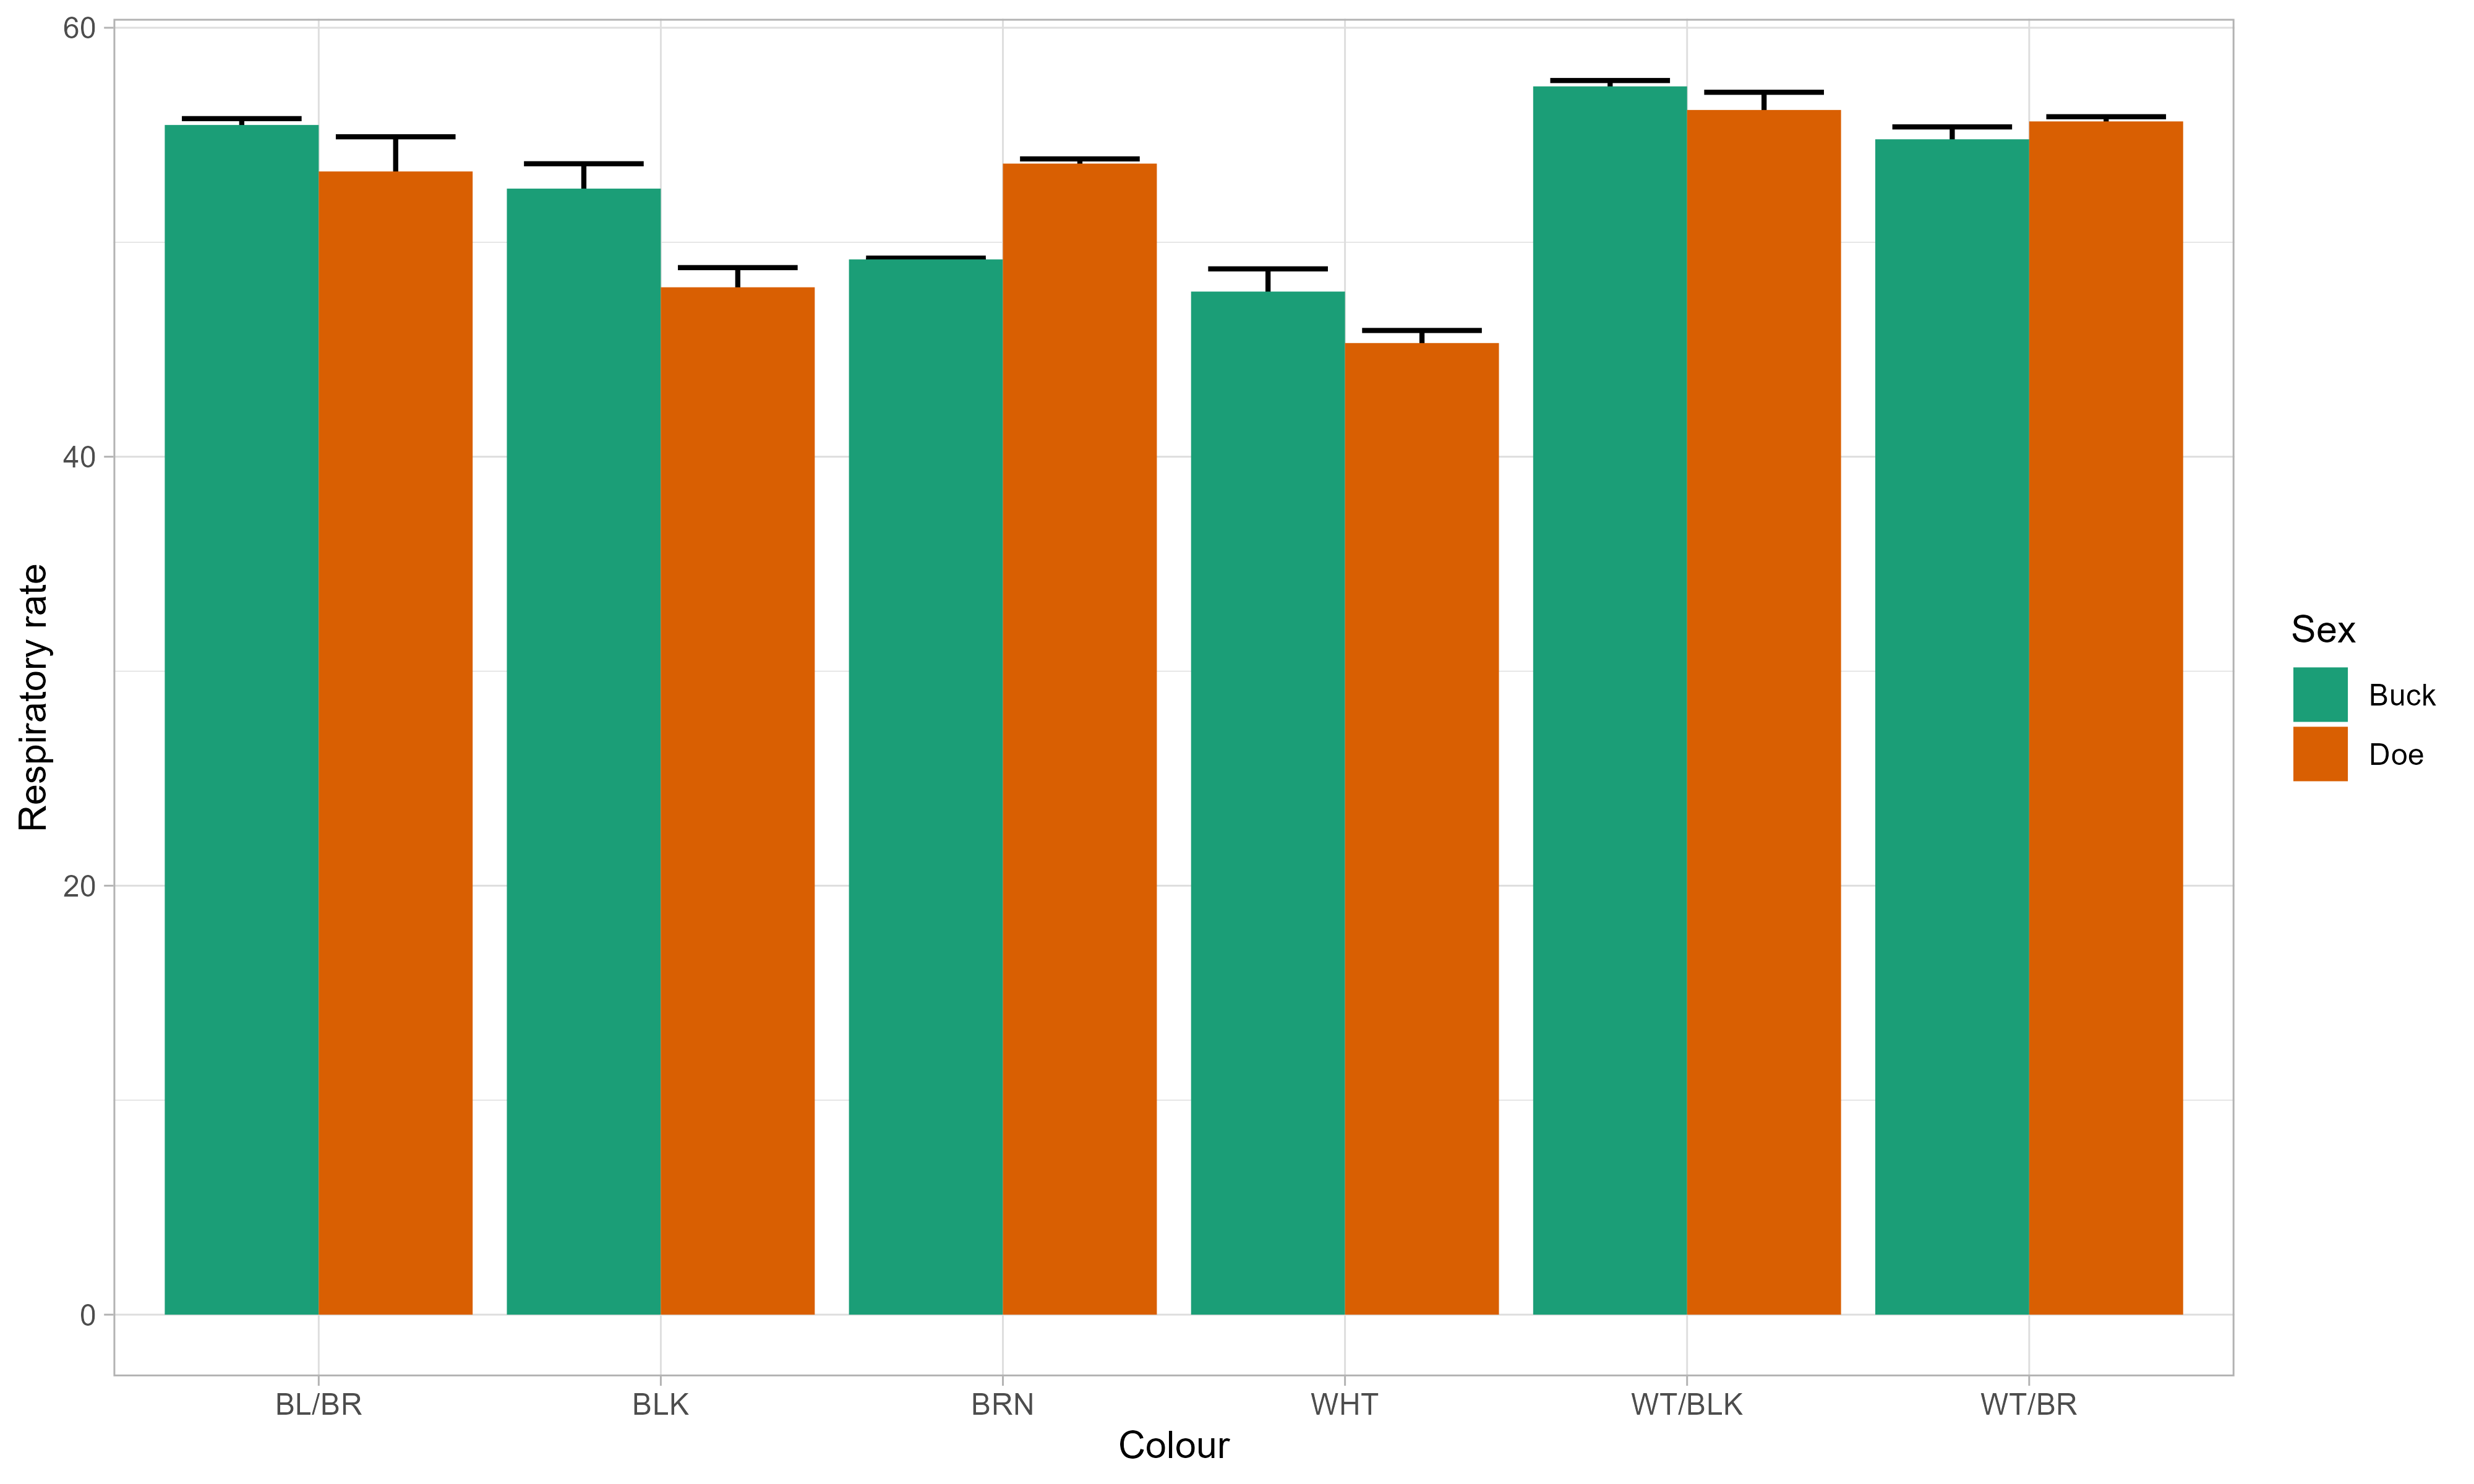 60
40
20
0
Respiratory rate
BL/BR
BLK
BRN
WHT
WT/BLK
WT/BR
Colour
Sex
Buck
Doe